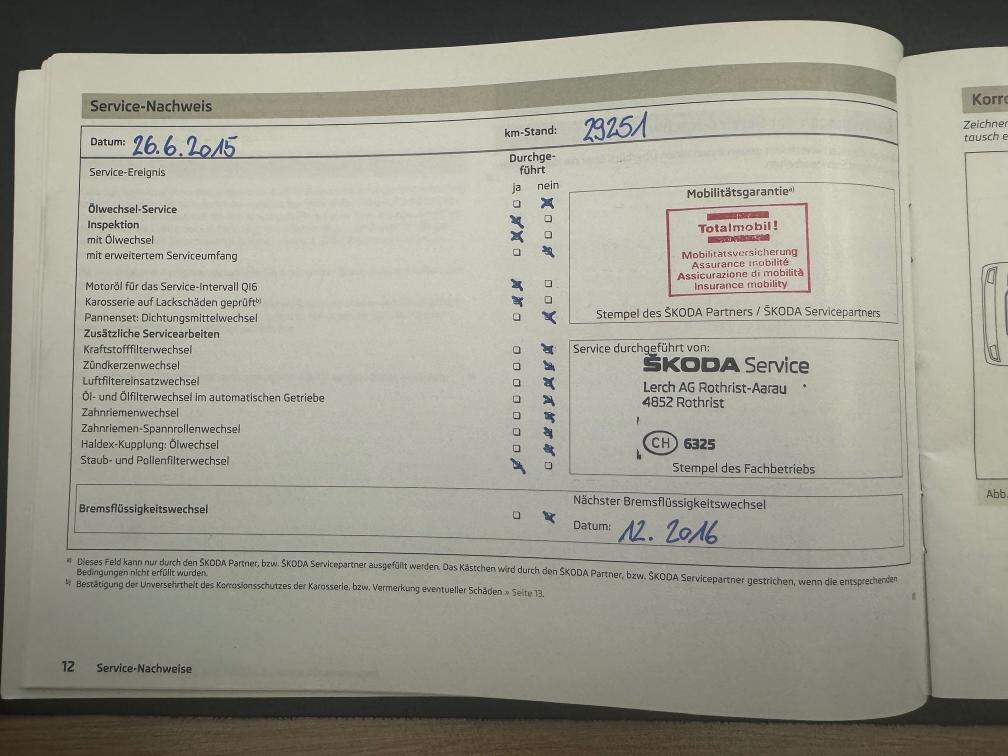 Service-Nachweis
Datum: 26.6.2015 km-Stand: 29251
Service-Ereignis
Durchge-
führt
ja nein
Ölwechsel-Service
Inspektion
mit Ölwechsel
mit erweitertem Serviceumfang
Motoröl für das Service-Intervall QI6
Karosserie auf Lackschäden geprüftᵇ⁾
Pannenset: Dichtungsmittelwechsel
Zusätzliche Servicearbeiten
Kraftstofffilterwechsel
Zündkerzenwechsel
Luftfiltereinsatzwechsel
Öl- und Ölfilterwechsel im automatischen Getriebe
Zahnriemenwechsel
Zahnriemen-Spannrollenwechsel
Haldex-Kupplung: Ölwechsel
Staub- und Pollenfilterwechsel
Mobilitätsgarantieᵃ⁾
Totalmobil!
Mobilitätsversicherung
Assurance mobilité
Assicurazione di mobilità
Insurance mobility
Stempel des ŠKODA Partners / ŠKODA Servicepartners
Service durchgeführt von:
ŠKODA Service
Lerch AG Rothrist-Aarau
4852 Rothrist
CH 6325
Stempel des Fachbetriebs
Bremsflüssigkeitswechsel
Nächster Bremsflüssigkeitswechsel
Datum: 12. 2016
ᵃ⁾ Dieses Feld kann nur durch den ŠKODA Partner, bzw. ŠKODA Servicepartner ausgefüllt werden. Das Kästchen wird durch den ŠKODA Partner, bzw. ŠKODA Servicepartner gestrichen, wenn die entsprechenden
Bedingungen nicht erfüllt wurden.
ᵇ⁾ Bestätigung der Unversehrtheit des Korrosionsschutzes der Karosserie, bzw. Vermerkung eventueller Schäden » Seite 13.
12 Service-Nachweise
Korro
Zeichner
tausch e
Abb.